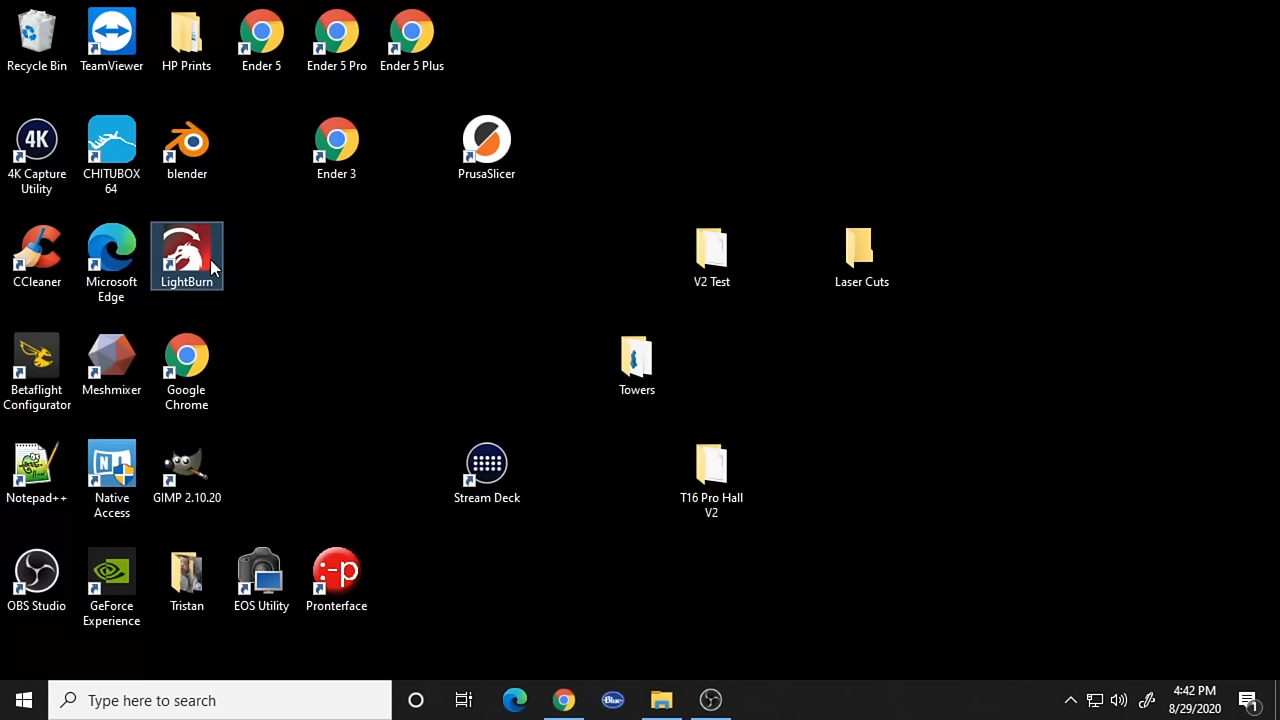 Recycle Bin
TeamViewer
HP Prints
Ender 5
Ender 5 Pro
Ender 5 Plus
4K
4K Capture
Utility
CHITUBOX
64
blender
Ender 3
PrusaSlicer
CCleaner
Microsoft
Edge
LightBurn
V2 Test
Laser Cuts
Betaflight
Configurator
Meshmixer
Google
Chrome
Towers
Notepad++
N
Native
Access
GIMP 2.10.20
Stream Deck
T16 Pro Hall
V2
OBS Studio
GeForce
Experience
Tristan
EOS Utility
:-p
Pronterface
Type here to search
Blue
4:42 PM
8/29/2020
1